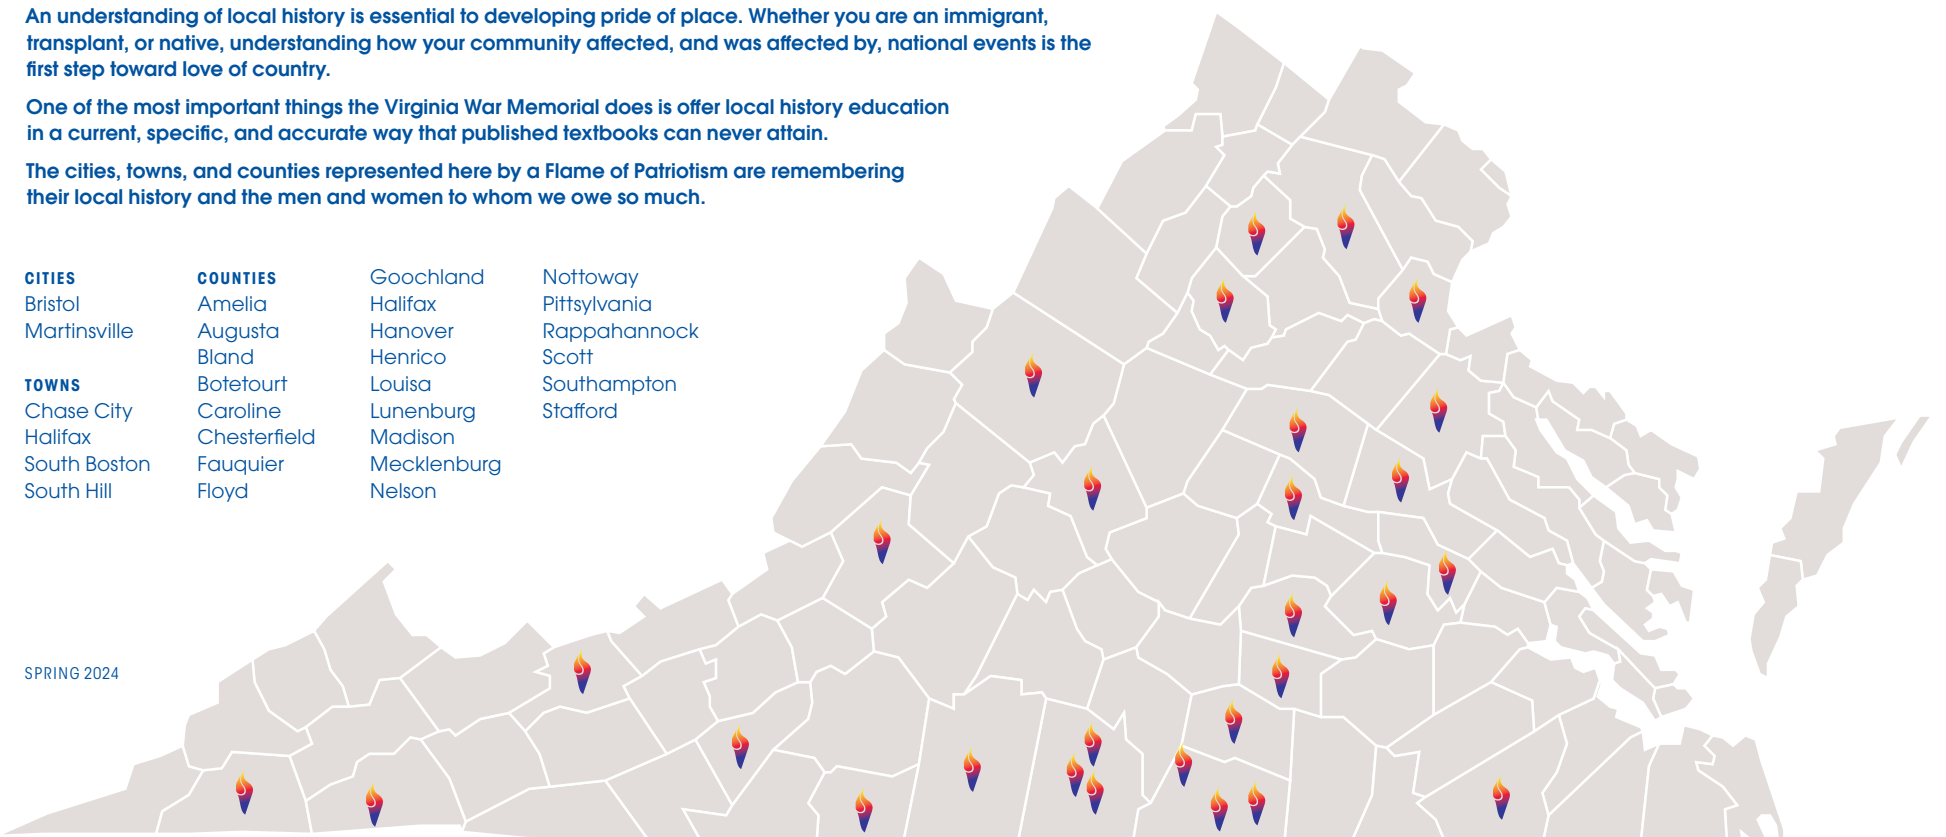 An understanding of local history is essential to developing pride of place. Whether you are an immigrant,
transplant, or native, understanding how your community affected, and was affected by, national events is the
first step toward love of country.
One of the most important things the Virginia War Memorial does is offer local history education
in a current, specific, and accurate way that published textbooks can never attain.
The cities, towns, and counties represented here by a Flame of Patriotism are remembering
their local history and the men and women to whom we owe so much.
CITIES
Bristol
Martinsville
TOWNS
Chase City
Halifax
South Boston
South Hill
COUNTIES
Amelia
Augusta
Bland
Botetourt
Caroline
Chesterfield
Fauquier
Floyd
Goochland
Halifax
Hanover
Henrico
Louisa
Lunenburg
Madison
Mecklenburg
Nelson
Nottoway
Pittsylvania
Rappahannock
Scott
Southampton
Stafford
SPRING 2024